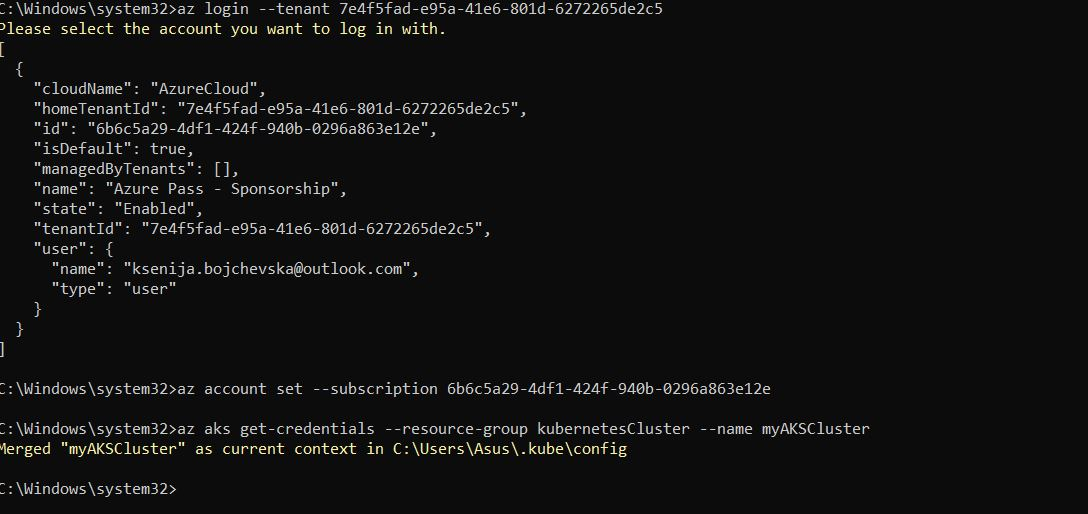 C:\Windows\system32>az login --tenant 7e4f5fad-e95a-41e6-801d-6272265de2c5
Please select the account you want to log in with.
[
  {
    "cloudName": "AzureCloud",
    "homeTenantId": "7e4f5fad-e95a-41e6-801d-6272265de2c5",
    "id": "6b6c5a29-4df1-424f-940b-0296a863e12e",
    "isDefault": true,
    "managedByTenants": [],
    "name": "Azure Pass - Sponsorship",
    "state": "Enabled",
    "tenantId": "7e4f5fad-e95a-41e6-801d-6272265de2c5",
    "user": {
      "name": "ksenija.bojchevska@outlook.com",
      "type": "user"
    }
  }
]
C:\Windows\system32>az account set --subscription 6b6c5a29-4df1-424f-940b-0296a863e12e
C:\Windows\system32>az aks get-credentials --resource-group kubernetesCluster --name myAKSCluster
Merged "myAKSCluster" as current context in C:\Users\Asus\.kube\config
C:\Windows\system32>